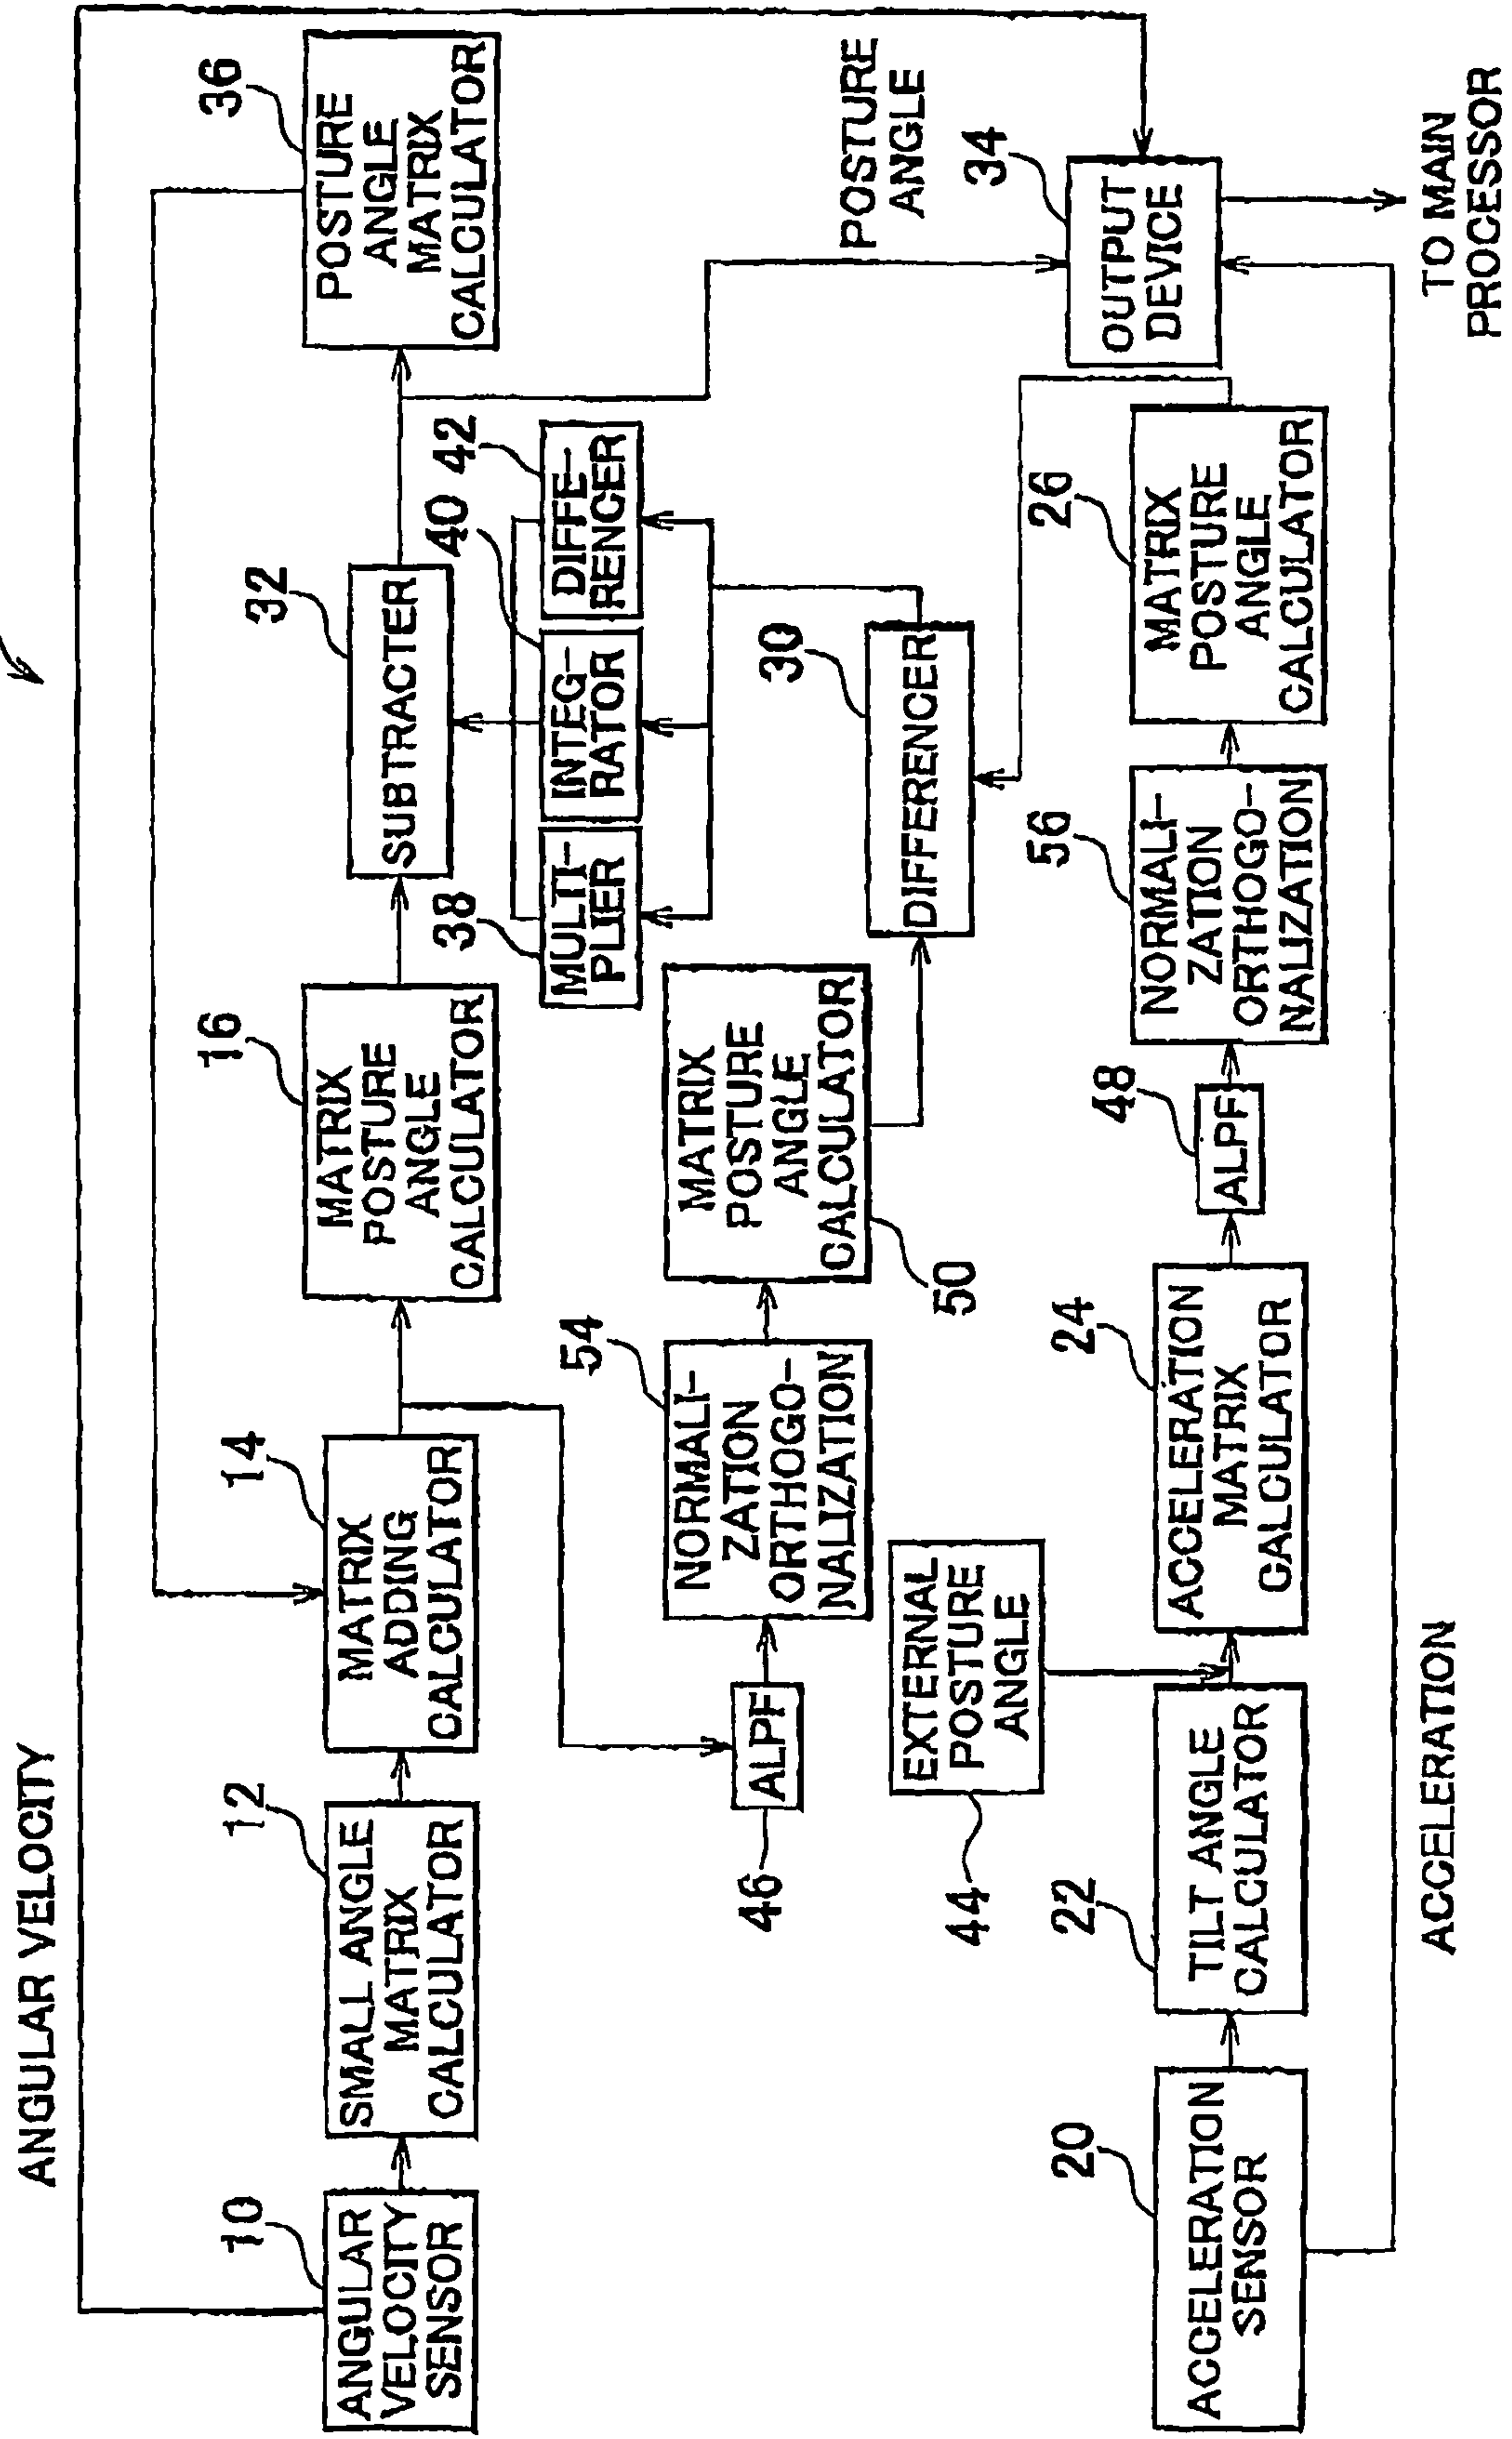 ANGULAR VELOCITY
10
ANGULAR
VELOCITY
SENSOR
12
SMALL ANGLE
MATRIX
CALCULATOR
14
MATRIX
ADDING
CALCULATOR
16
MATRIX
POSTURE
ANGLE
CALCULATOR
32
SUBTRACTER
36
POSTURE
ANGLE
MATRIX
CALCULATOR
38
MULTI-
PLIER
40
INTEG-
RATOR
42
DIFFE-
RENCER
46
ALPF
54
NORMALI-
ZATION
ORTHOGO-
NALIZATION
MATRIX
POSTURE
ANGLE
CALCULATOR
50
30
DIFFERENCER
POSTURE
ANGLE
44
EXTERNAL
POSTURE
ANGLE
34
OUTPUT
DEVICE
20
ACCELERATION
SENSOR
22
TILT ANGLE
CALCULATOR
24
ACCELERATION
MATRIX
CALCULATOR
48
ALPF
56
NORMALI-
ZATION
ORTHOGO-
NALIZATION
26
MATRIX
POSTURE
ANGLE
CALCULATOR
ACCELERATION
TO MAIN
PROCESSOR